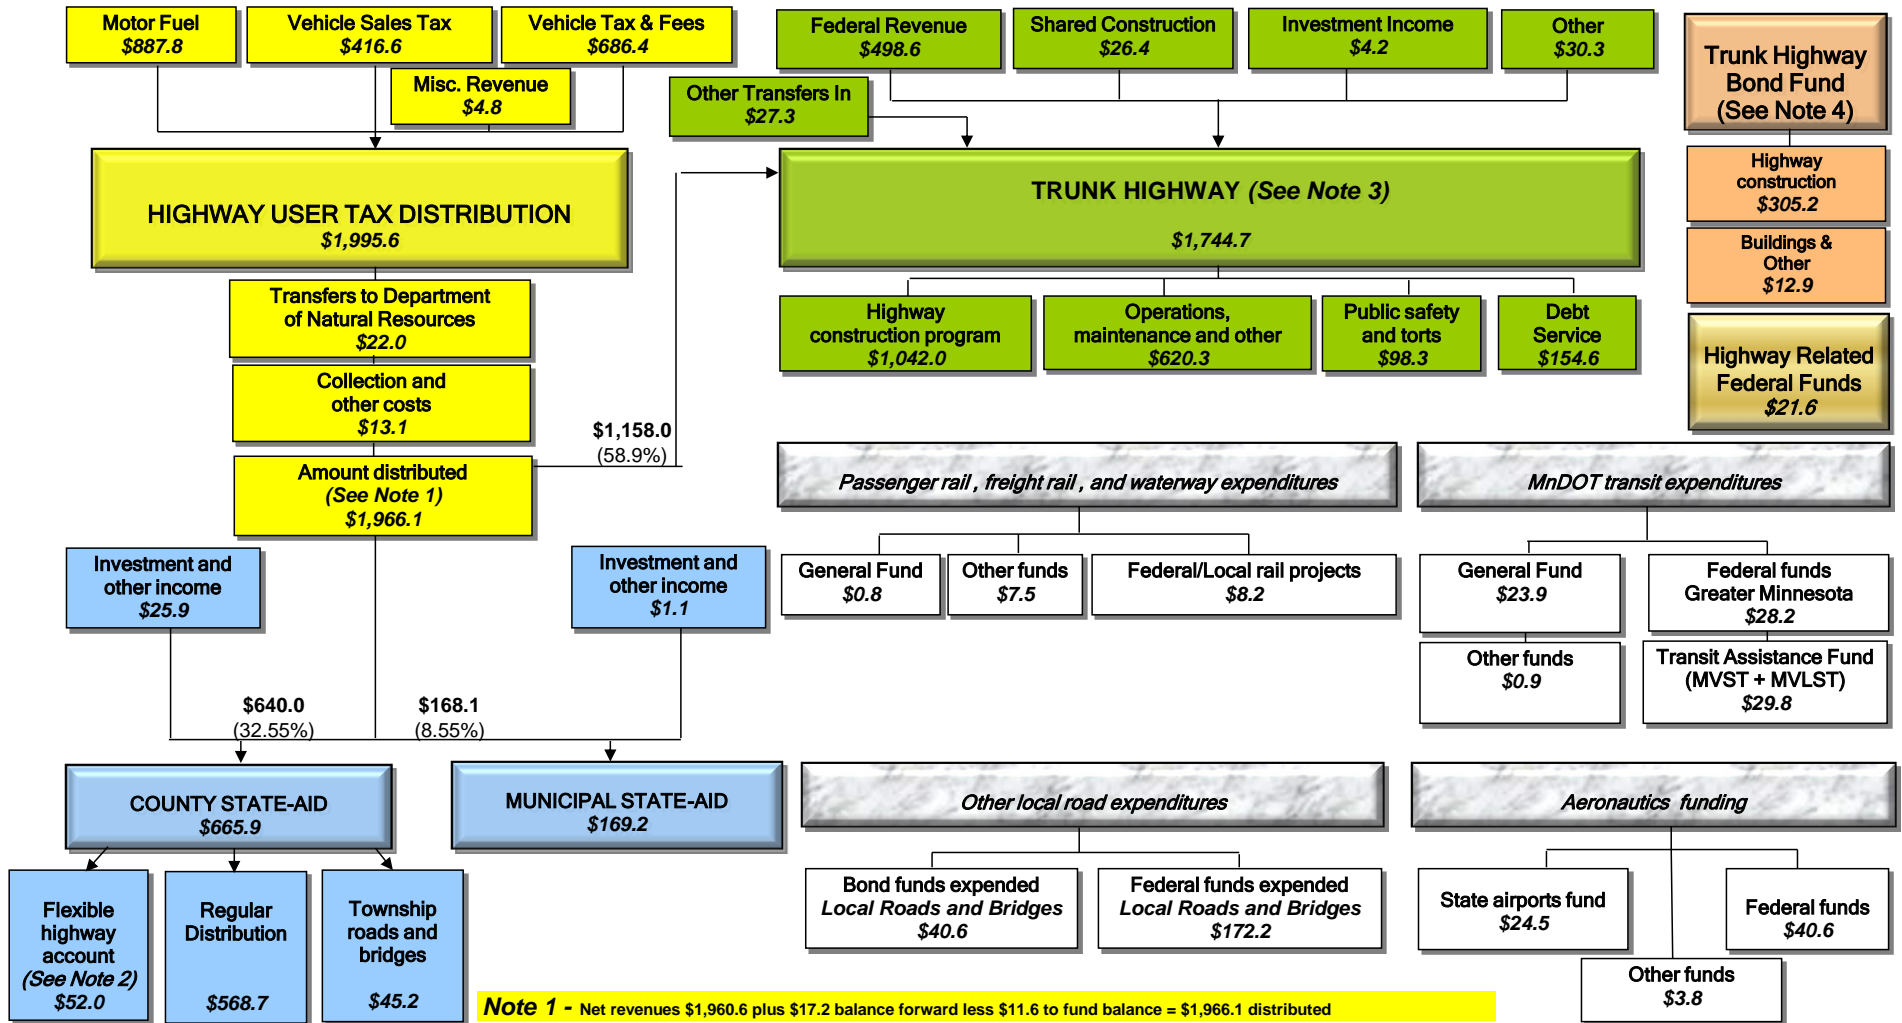 Motor Fuel
$887.8
Vehicle Sales Tax
$416.6
Vehicle Tax & Fees
$686.4
Misc. Revenue
$4.8
Federal Revenue
$498.6
Shared Construction
$26.4
Investment Income
$4.2
Other
$30.3
Other Transfers In
$27.3
Trunk Highway
Bond Fund
(See Note 4)
Highway
construction
$305.2
Buildings &
Other
$12.9
Highway Related
Federal Funds
$21.6
HIGHWAY USER TAX DISTRIBUTION
$1,995.6
TRUNK HIGHWAY (See Note 3)
$1,744.7
Transfers to Department
of Natural Resources
$22.0
Collection and
other costs
$13.1
Amount distributed
(See Note 1)
$1,966.1
$1,158.0
(58.9%)
Highway
construction program
$1,042.0
Operations,
maintenance and other
$620.3
Public safety
and torts
$98.3
Debt
Service
$154.6
Passenger rail , freight rail , and waterway expenditures
General Fund
$0.8
Other funds
$7.5
Federal/Local rail projects
$8.2
MnDOT transit expenditures
General Fund
$23.9
Federal funds
Greater Minnesota
$28.2
Other funds
$0.9
Transit Assistance Fund
(MVST + MVLST)
$29.8
Investment and
other income
$25.9
Investment and
other income
$1.1
$640.0
(32.55%)
$168.1
(8.55%)
COUNTY STATE-AID
$665.9
MUNICIPAL STATE-AID
$169.2
Flexible
highway
account
(See Note 2)
$52.0
Regular
Distribution
$568.7
Township
roads and
bridges
$45.2
Other local road expenditures
Bond funds expended
Local Roads and Bridges
$40.6
Federal funds expended
Local Roads and Bridges
$172.2
Aeronautics  funding
State airports fund
$24.5
Federal funds
$40.6
Other funds
$3.8
Note 1 - Net revenues $1,960.6 plus $17.2 balance forward less $11.6 to fund balance = $1,966.1 distributed